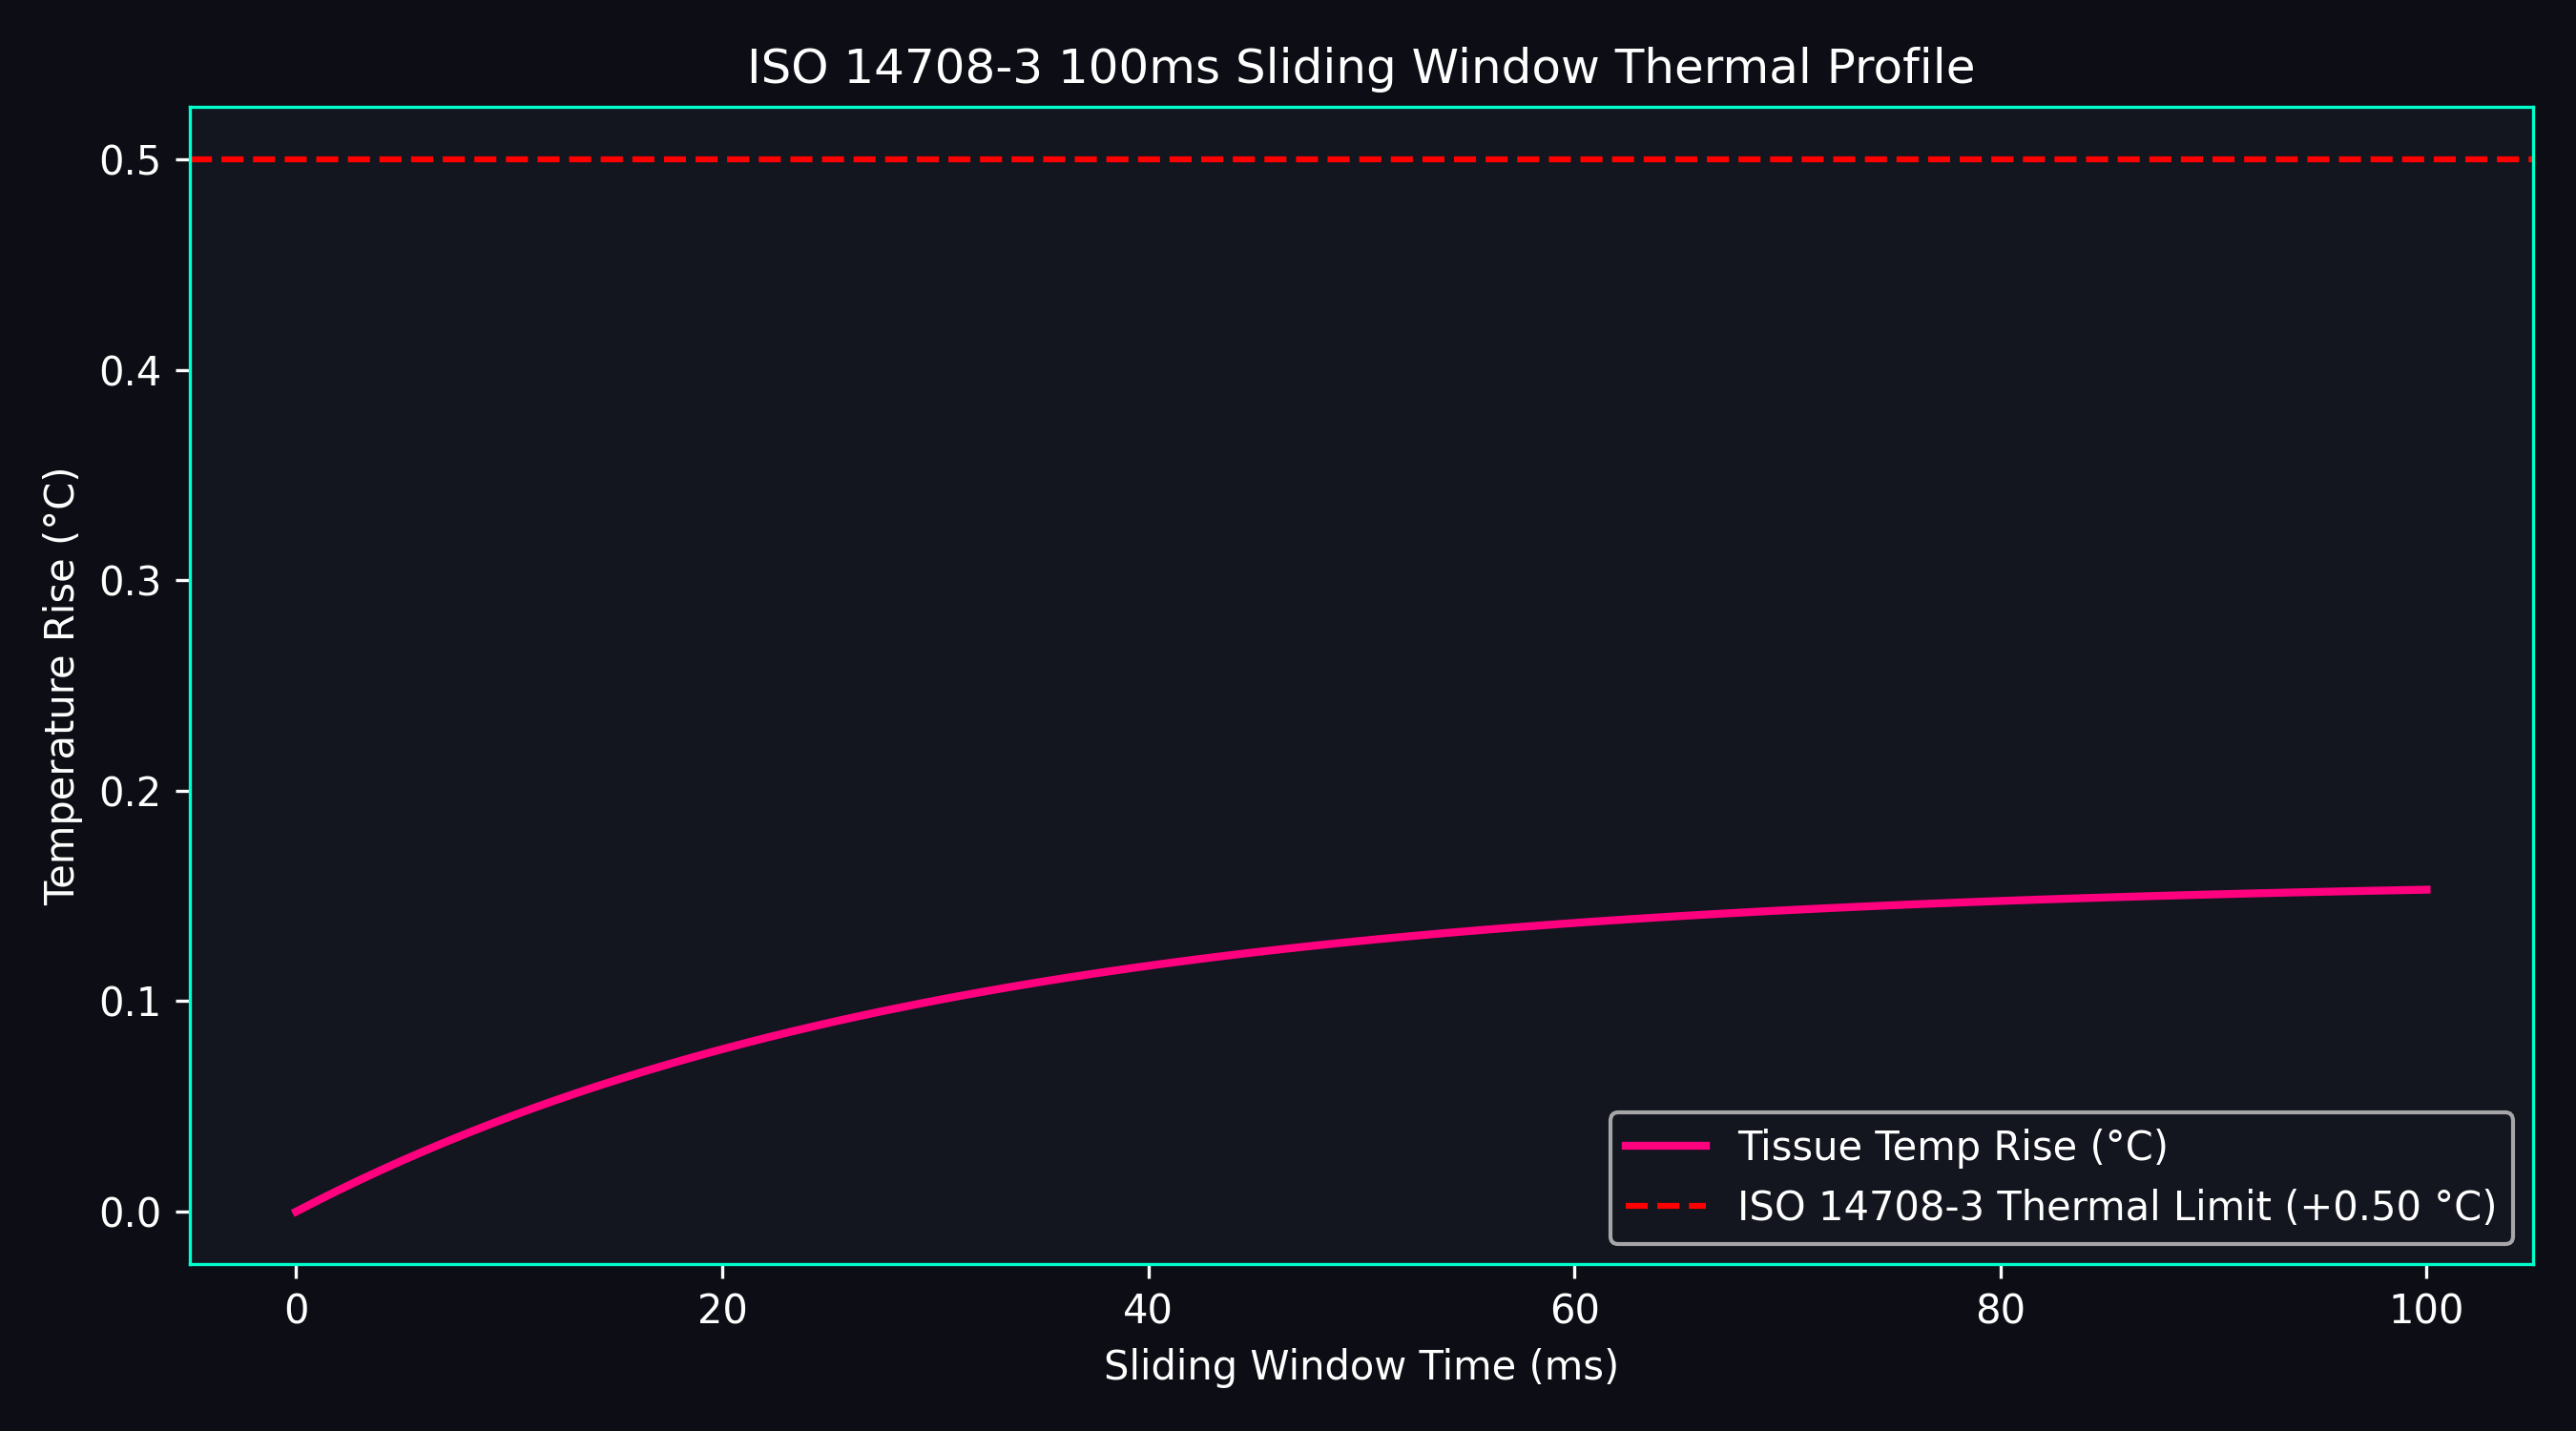 ISO 14708-3 100ms Sliding Window Thermal Profile
Temperature Rise (°C)
0.5
0.4
0.3
0.2
0.1
0.0
Tissue Temp Rise (°C)
ISO 14708-3 Thermal Limit (+0.50 °C)
0 20 40 60 80 100
Sliding Window Time (ms)